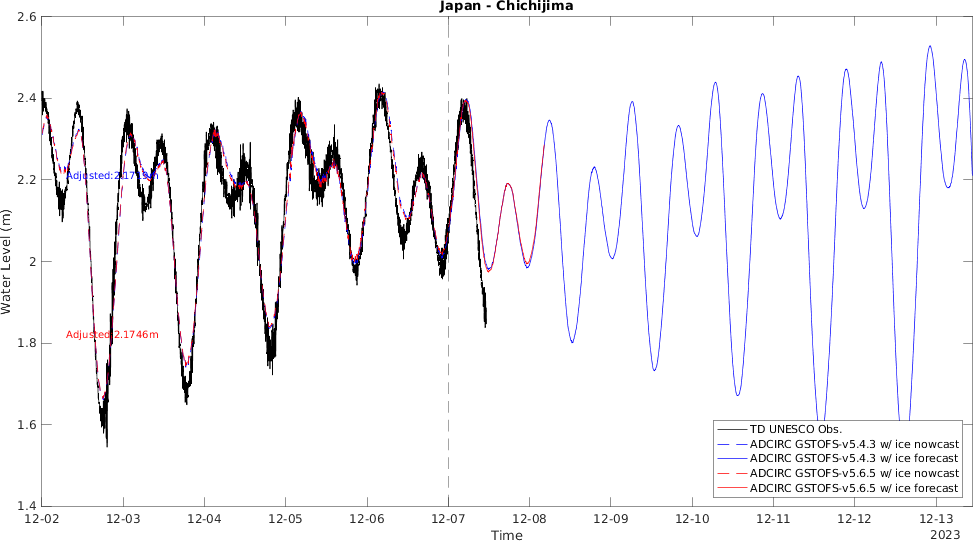 Japan - Chichijima
2.6
2.4
2.2
2
1.8
1.6
1.4
Water Level (m)
Adjusted:2.1746m
TD UNESCO Obs.
ADCIRC GSTOFS-v5.4.3 w/ ice nowcast
ADCIRC GSTOFS-v5.4.3 w/ ice forecast
ADCIRC GSTOFS-v5.6.5 w/ ice nowcast
ADCIRC GSTOFS-v5.6.5 w/ ice forecast
12-02 12-03 12-04 12-05 12-06 12-07 12-08 12-09 12-10 12-11 12-12 12-13
Time
2023